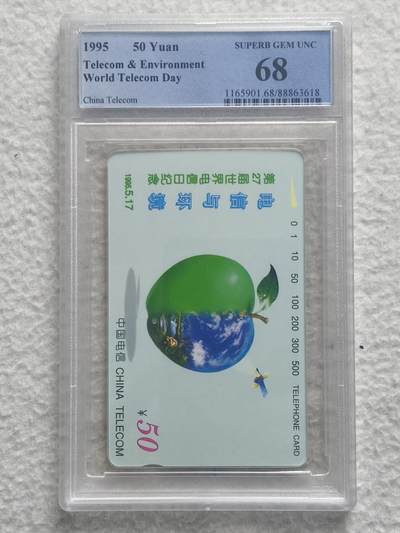 1995 50 Yuan
Telecom & Environment
World Telecom Day
China Telecom
SUPERB GEM UNC
68
1165901.68/88863618
第27届世界电信日纪念
电信与环境
1995.5.17
0 1 10 50 100 200 300 500 TELEPHONE CARD
中国电信 CHINA TELECOM
¥50